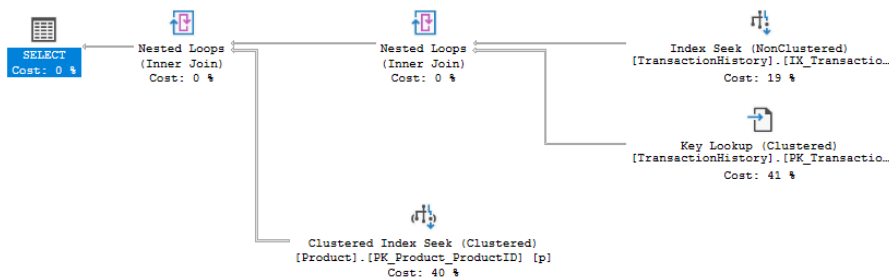 SELECT
Cost: 0 %
Nested Loops
(Inner Join)
Cost: 0 %
Nested Loops
(Inner Join)
Cost: 0 %
Index Seek (NonClustered)
[TransactionHistory].[IX_Transactio…
Cost: 19 %
Key Lookup (Clustered)
[TransactionHistory].[PK_Transactio…
Cost: 41 %
Clustered Index Seek (Clustered)
[Product].[PK_Product_ProductID] [p]
Cost: 40 %